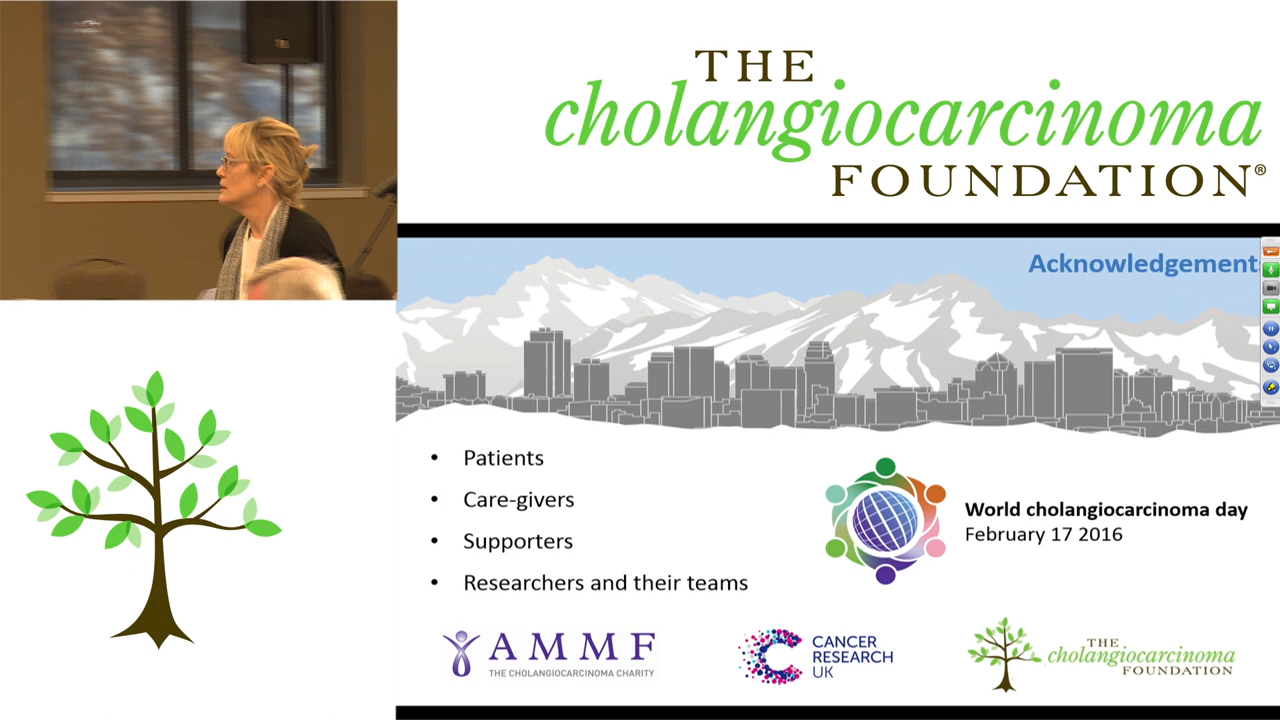 THE
cholangiocarcinoma
FOUNDATION®
Acknowledgement
• Patients
• Care-givers
• Supporters
• Researchers and their teams
World cholangiocarcinoma day
February 17 2016
AMMF
THE CHOLANGIOCARCINOMA CHARITY
CANCER
RESEARCH
UK
THE
cholangiocarcinoma
FOUNDATION